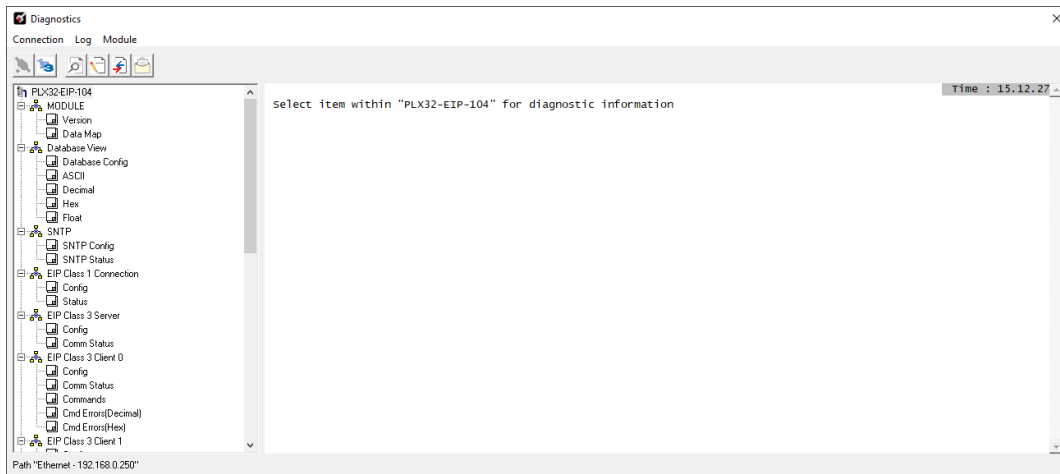 Diagnostics
Connection Log Module
PLX32-EIP-104
MODULE
Version
Data Map
Database View
Database Config
ASCII
Decimal
Hex
Float
SNTP
SNTP Config
SNTP Status
EIP Class 1 Connection
Config
Status
EIP Class 3 Server
Config
Comm Status
EIP Class 3 Client 0
Config
Comm Status
Commands
Cmd Errors(Decimal)
Cmd Errors(Hex)
EIP Class 3 Client 1
Time : 15.12.27
Select item within "PLX32-EIP-104" for diagnostic information
Path "Ethernet - 192.168.0.250"